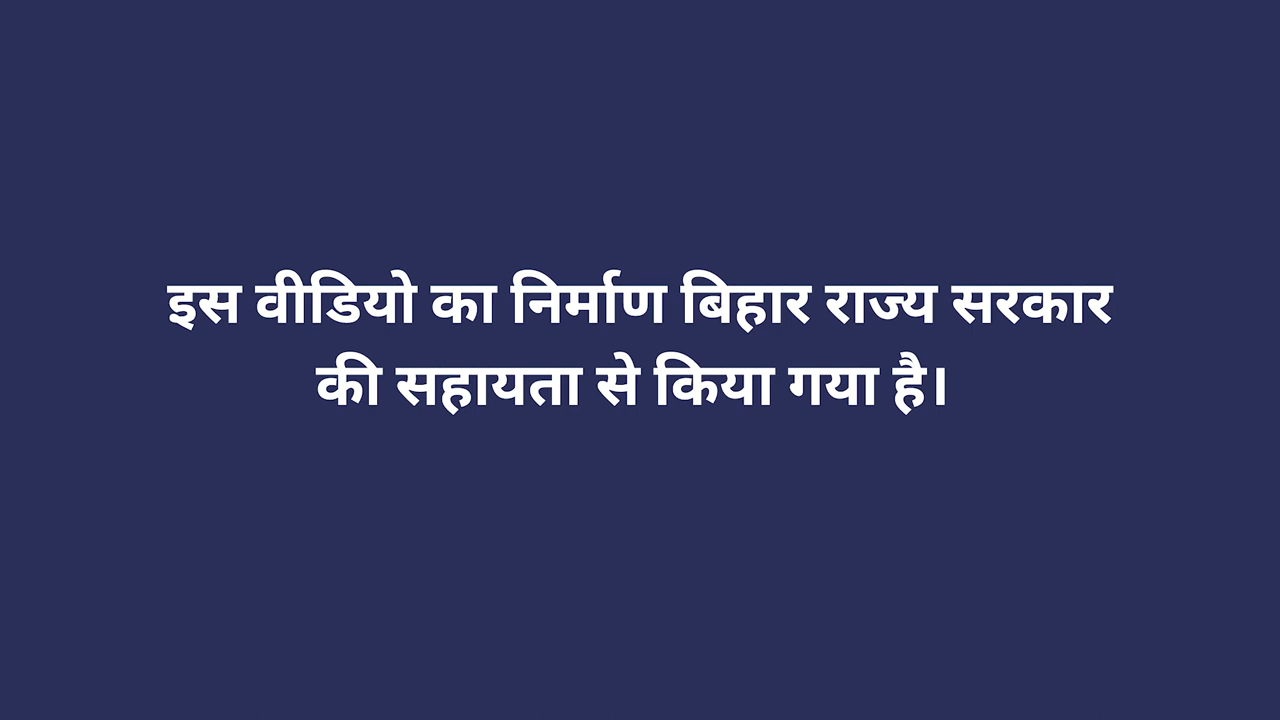 इस वीडियो का निर्माण बिहार राज्य सरकार
की सहायता से किया गया है।